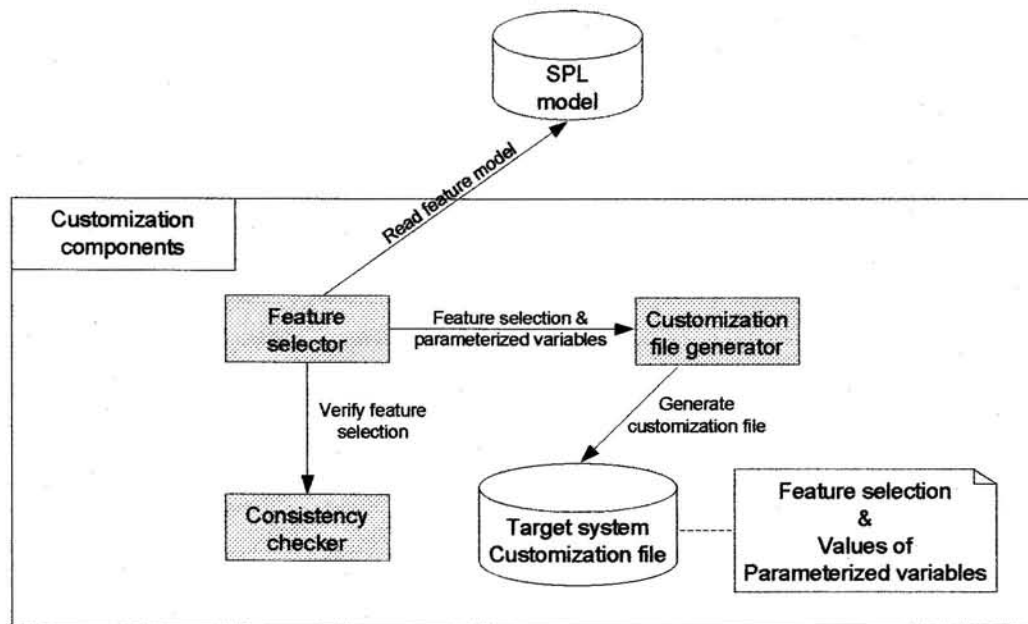 SPL
model
Read feature model
Customization
components
Feature
selector
Feature selection &
parameterized variables
Customization
file generator
Verify feature
selection
Generate
customization file
Consistency
checker
Target system
Customization file
Feature selection
&
Values of
Parameterized variables